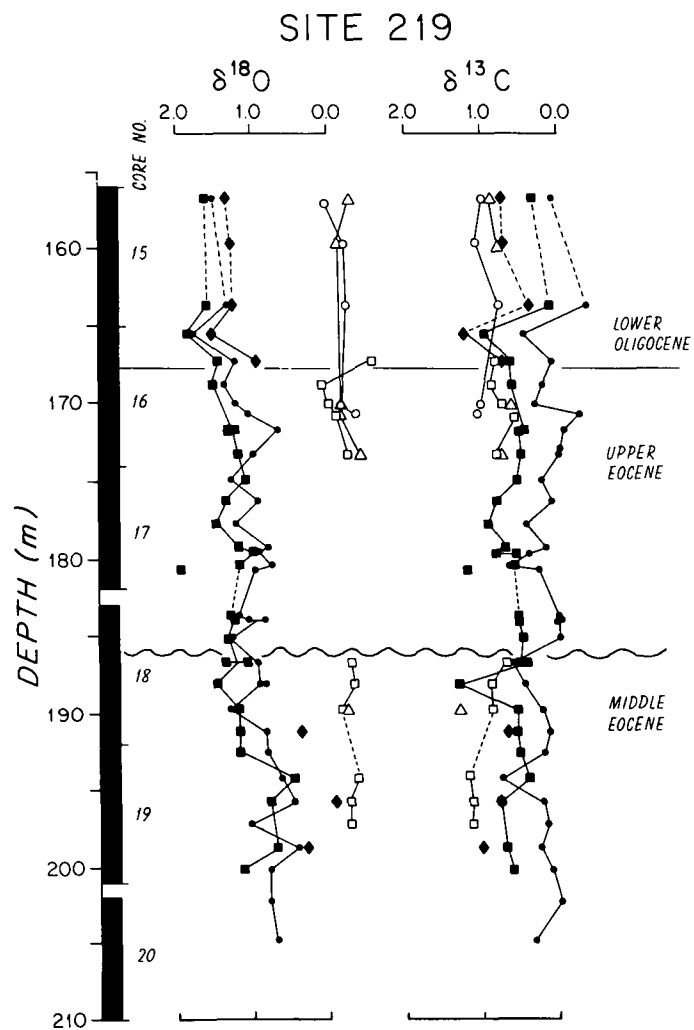 SITE 219
δ18O
δ13C
2.0 1.0 0.0
2.0 1.0 0.0
CORE NO.
DEPTH (m)
160
15
LOWER
OLIGOCENE
170
16
UPPER
EOCENE
17
180
18
MIDDLE
EOCENE
190
19
200
20
210